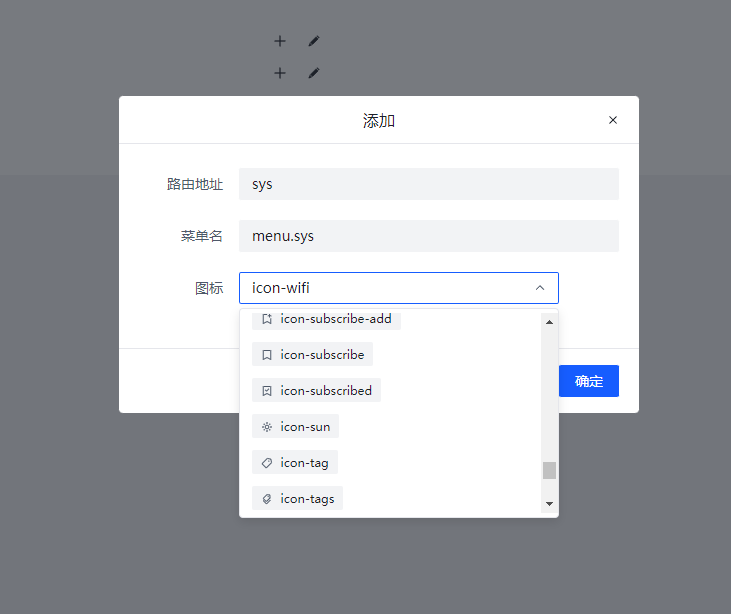 添加
路由地址 sys
菜单名 menu.sys
图标 icon-wifi
icon-subscribe-add
icon-subscribe
icon-subscribed
icon-sun
icon-tag
icon-tags
确定